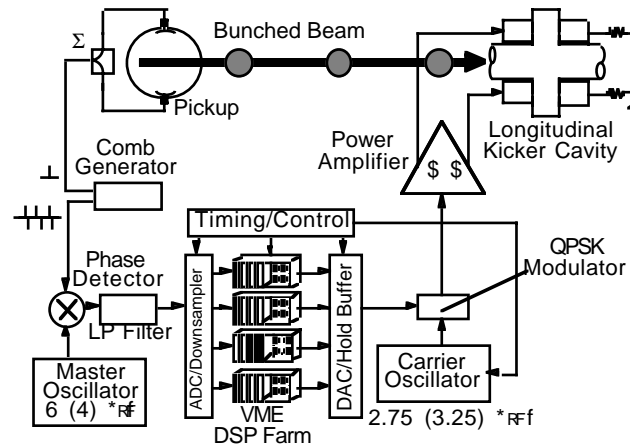 Σ
Bunched Beam
Pickup
Comb
Generator
Power
Amplifier
$ $
Longitudinal
Kicker Cavity
Phase
Detector
LP Filter
Master
Oscillator
6 (4) *RFf
Timing/Control
ADC/Downsampler
DAC/Hold Buffer
VME
DSP Farm
QPSK
Modulator
Carrier
Oscillator
2.75 (3.25) *RFf